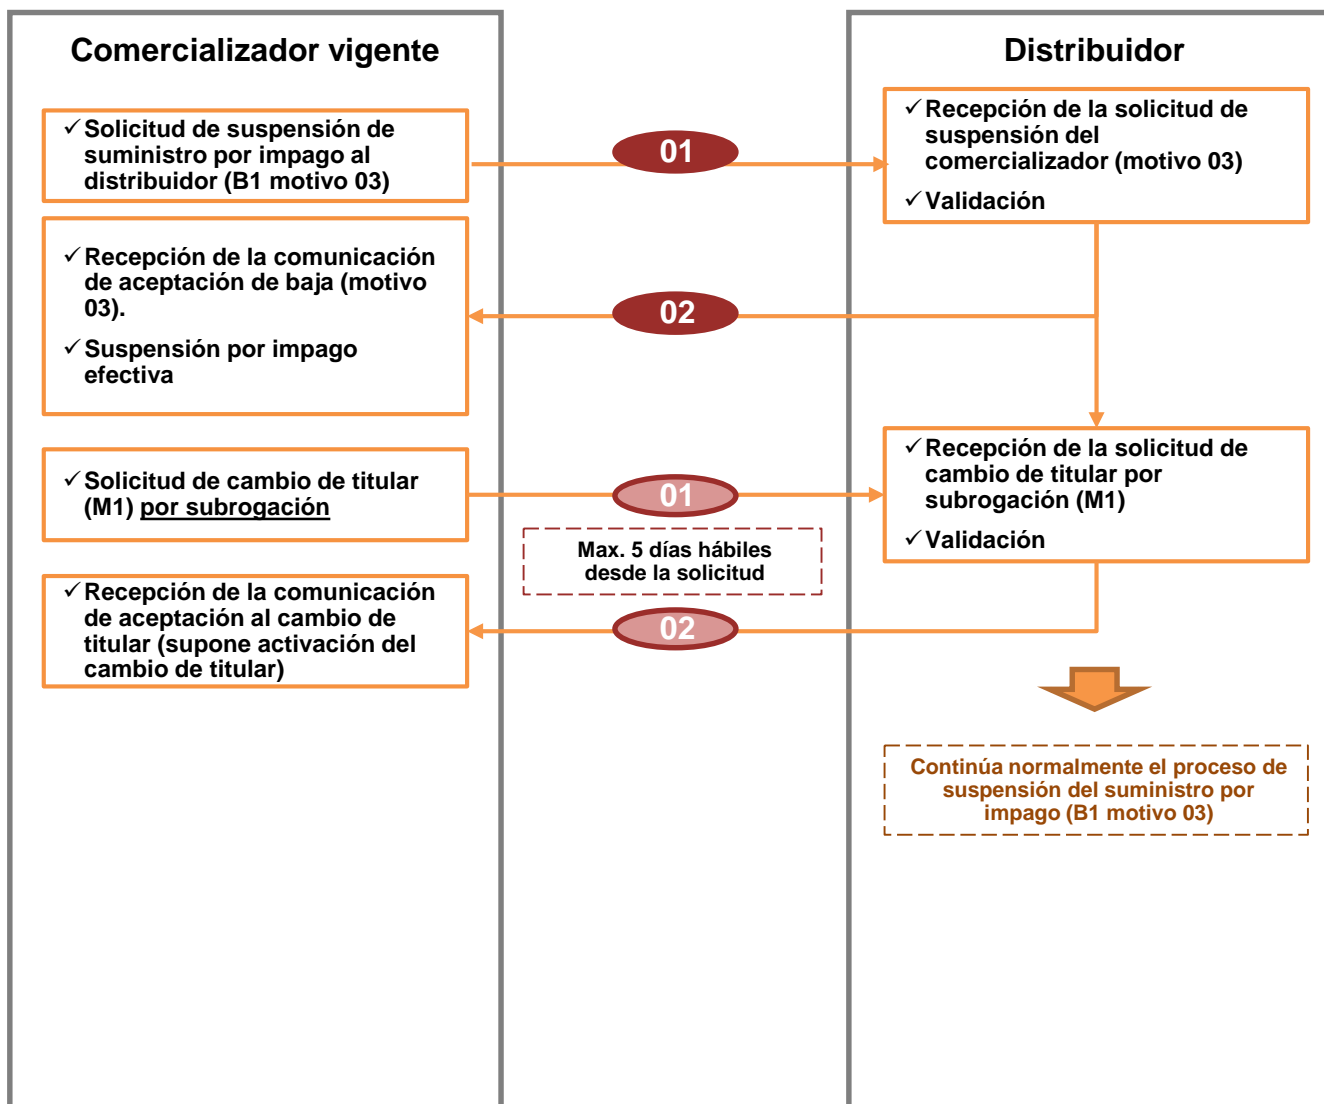 Comercializador vigente
✓ Solicitud de suspensión de
suministro por impago al
distribuidor (B1 motivo 03)
✓ Recepción de la comunicación
de aceptación de baja (motivo
03).
✓ Suspensión por impago
efectiva
✓ Solicitud de cambio de titular
(M1) por subrogación
✓ Recepción de la comunicación
de aceptación al cambio de
titular (supone activación del
cambio de titular)
01
02
01
Max. 5 días hábiles
desde la solicitud
02
Distribuidor
✓ Recepción de la solicitud de
suspensión del
comercializador (motivo 03)
✓ Validación
✓ Recepción de la solicitud de
cambio de titular por
subrogación (M1)
✓ Validación
Continúa normalmente el proceso de
suspensión del suministro por
impago (B1 motivo 03)